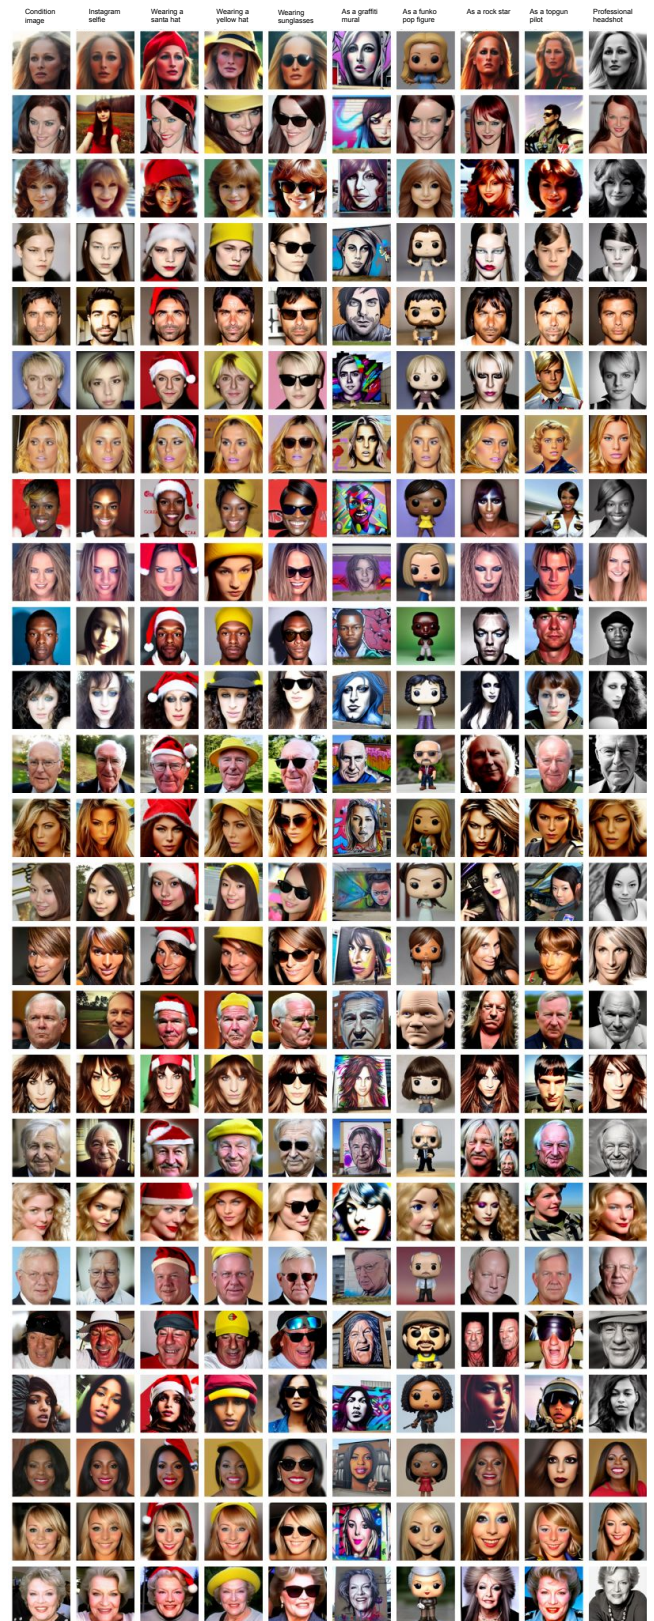 Condition image
Instagram selfie
Wearing a santa hat
Wearing a yellow hat
Wearing sunglasses
As a graffiti mural
As a funko pop figure
As a rock star
As a topgun pilot
Professional headshot